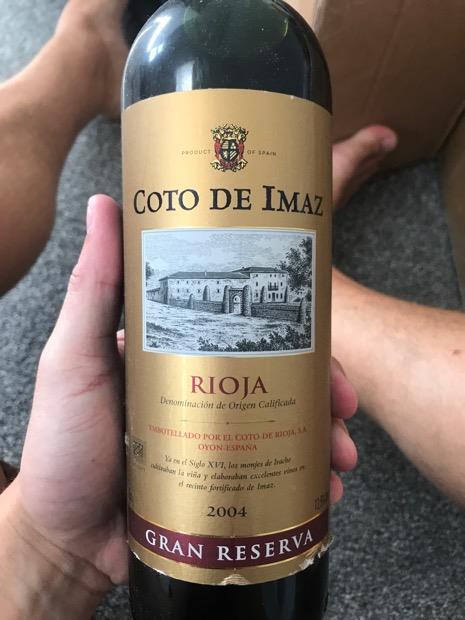 PRODUCT OF SPAIN
COTO DE IMAZ
RIOJA
Denominación de Origen Calificada
EMBOTELLADO POR EL COTO DE RIOJA, S.A.
OYON-ESPAÑA
Ya en el Siglo XVI, los monjes de Irache
cultivaban la viña y elaboraban excelentes vinos en
el recinto fortificado de Imaz.
2004
GRAN RESERVA